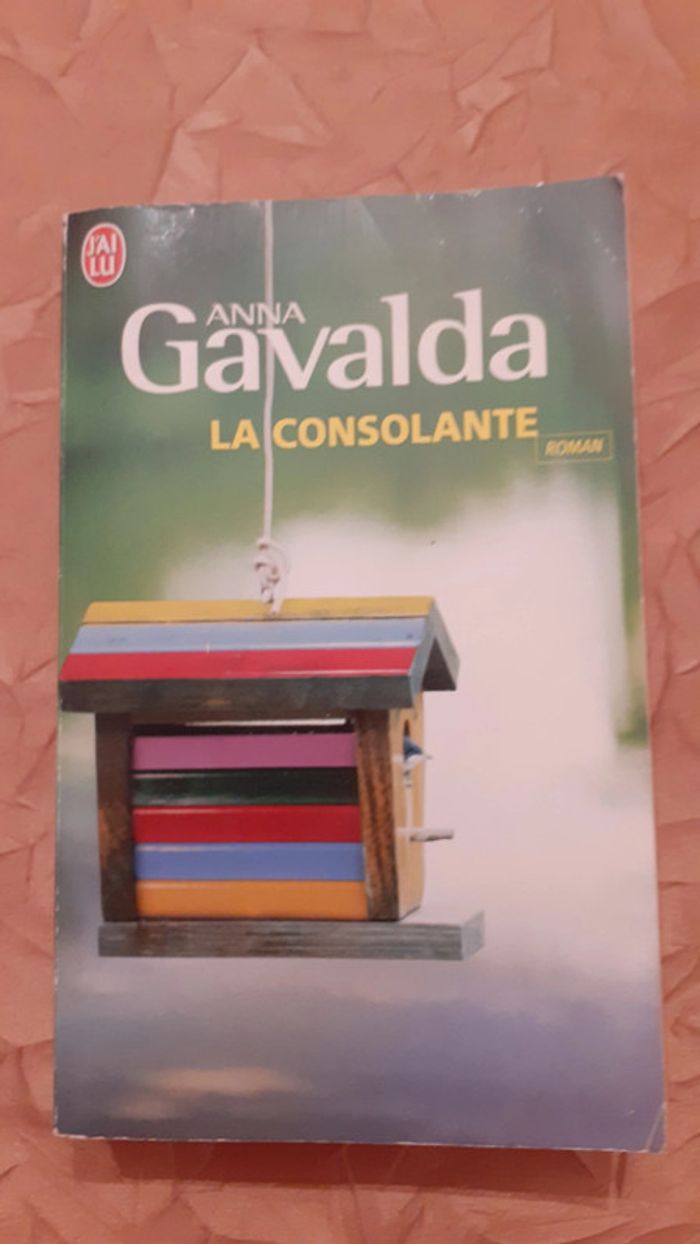 J'AI
LU
ANNA
Gavalda
LA CONSOLANTE
ROMAN